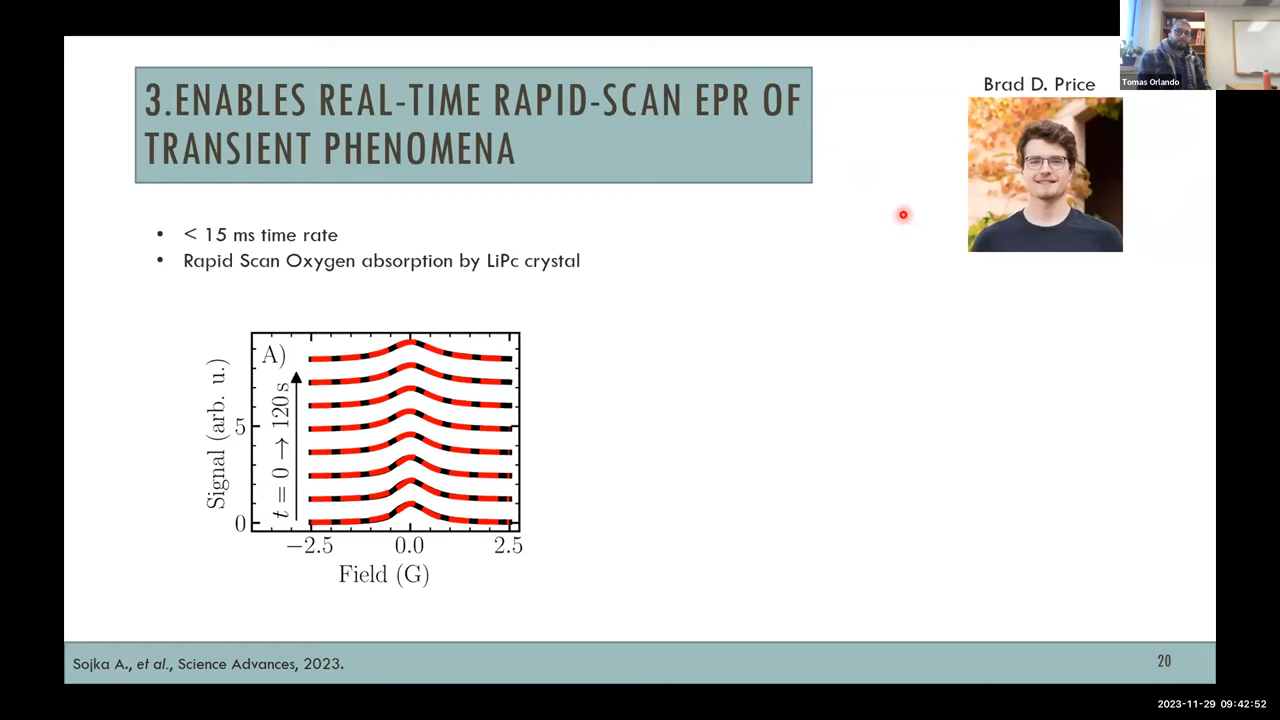 3.ENABLES REAL-TIME RAPID-SCAN EPR OF
TRANSIENT PHENOMENA
Brad D. Price
Tomas Orlando
• < 15 ms time rate
• Rapid Scan Oxygen absorption by LiPc crystal
A)
Signal (arb. u.)
t = 0 → 120 s
5
0
−2.5 0.0 2.5
Field (G)
Sojka A., et al., Science Advances, 2023.
20
2023-11-29 09:42:52